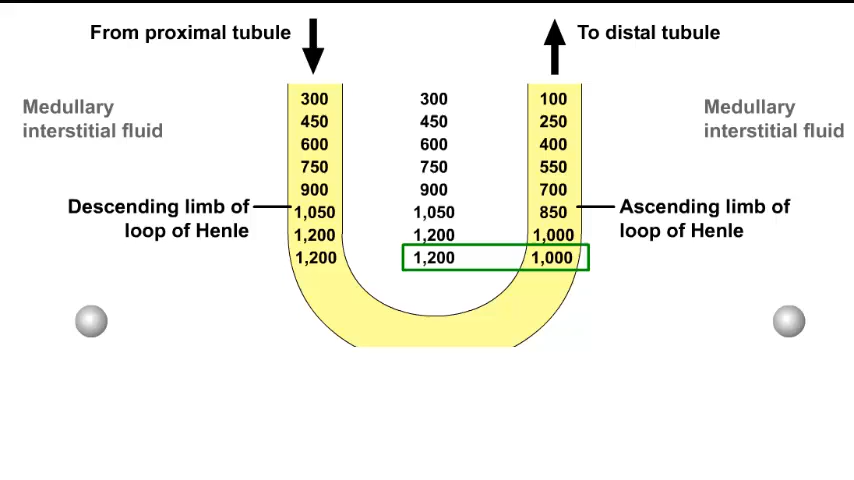 From proximal tubule
To distal tubule
Medullary
interstitial fluid
Medullary
interstitial fluid
300 300 100
450 450 250
600 600 400
750 750 550
900 900 700
1,050 1,050 850
1,200 1,200 1,000
1,200 1,200 1,000
Descending limb of
loop of Henle
Ascending limb of
loop of Henle